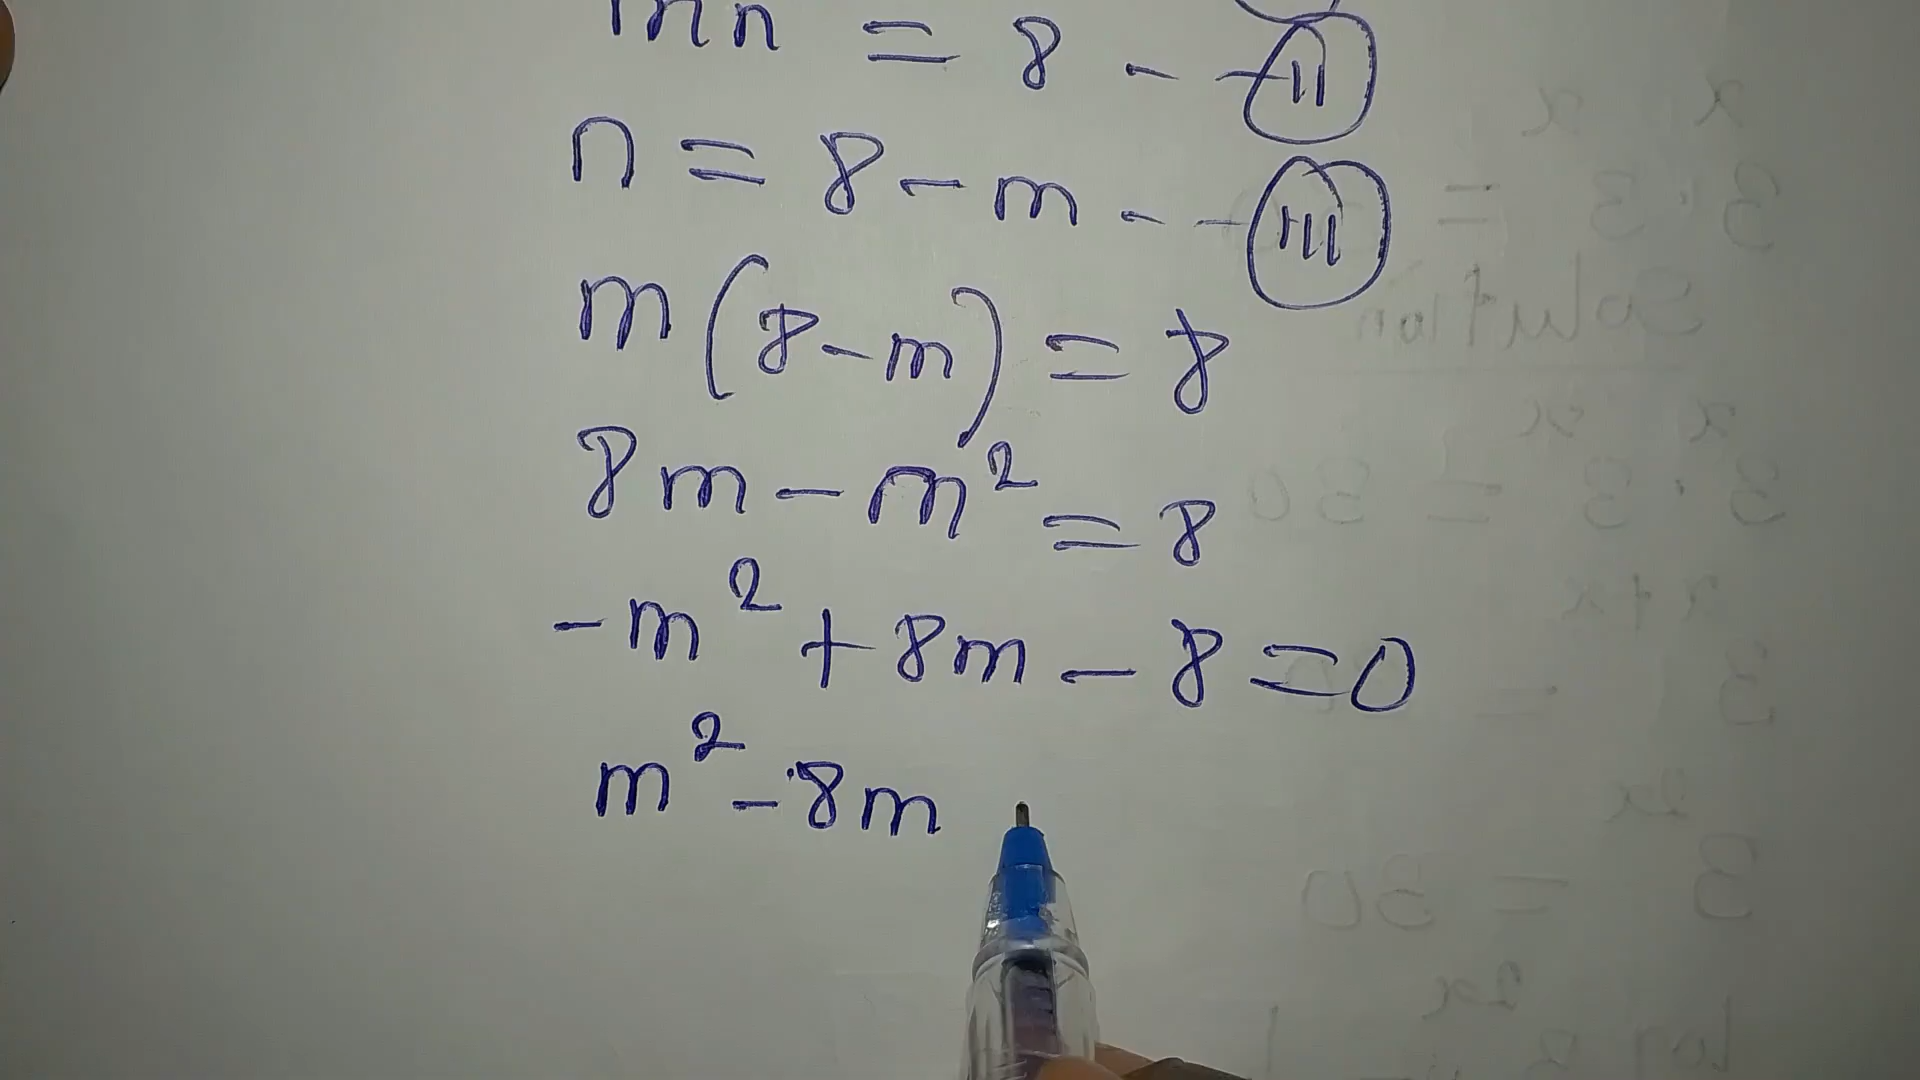 mn = 8 - - II
n = 8 - m - - III
m(8-m) = 8
8m - m² = 8
-m² + 8m - 8 = 0
m² - 8m